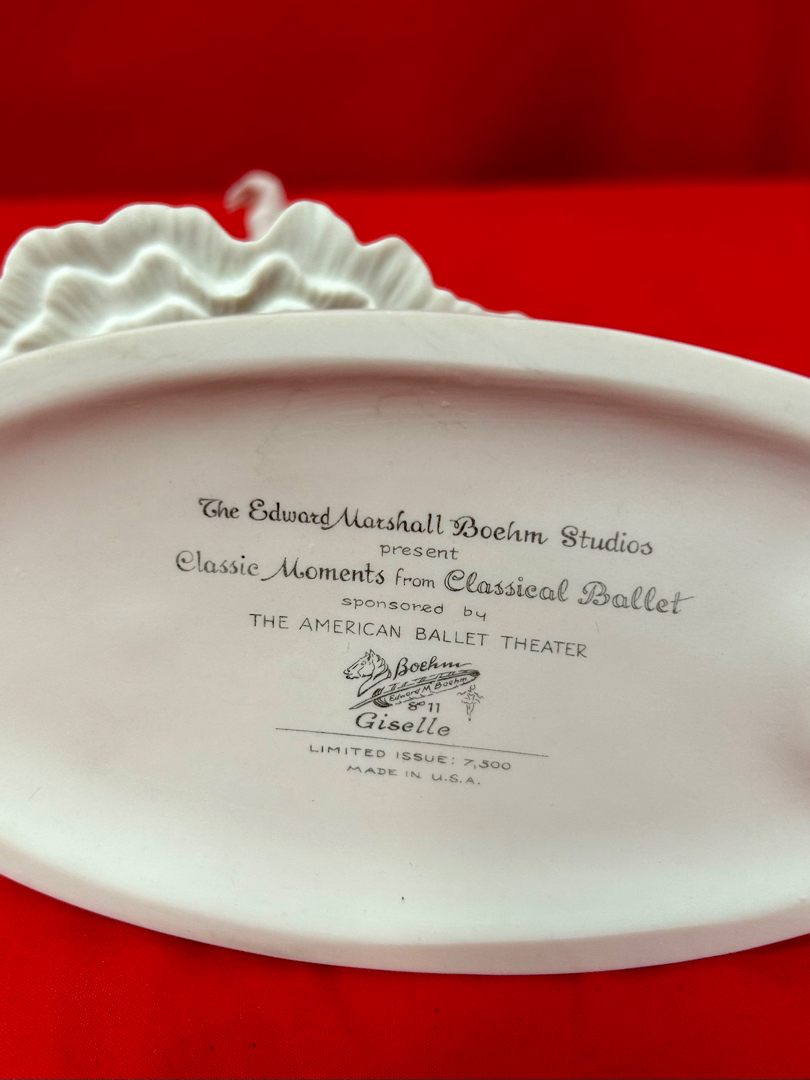 The Edward Marshall Boehm Studios
present
Classic Moments from Classical Ballet
sponsored by
THE AMERICAN BALLET THEATER
Boehm
Edward M Boehm
8011
Giselle
LIMITED ISSUE: 7,500
MADE IN U.S.A.